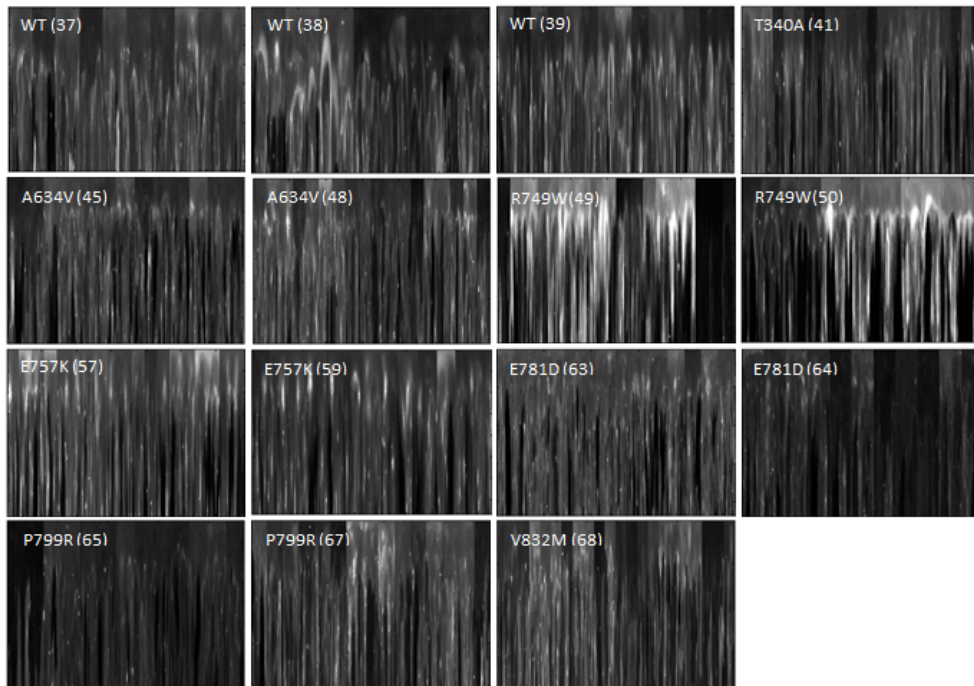 WT (37)
WT (38)
WT (39)
T340A (41)
A634V (45)
A634V (48)
R749W (49)
R749W (50)
E757K (57)
E757K (59)
E781D (63)
E781D (64)
P799R (65)
P799R (67)
V832M (68)